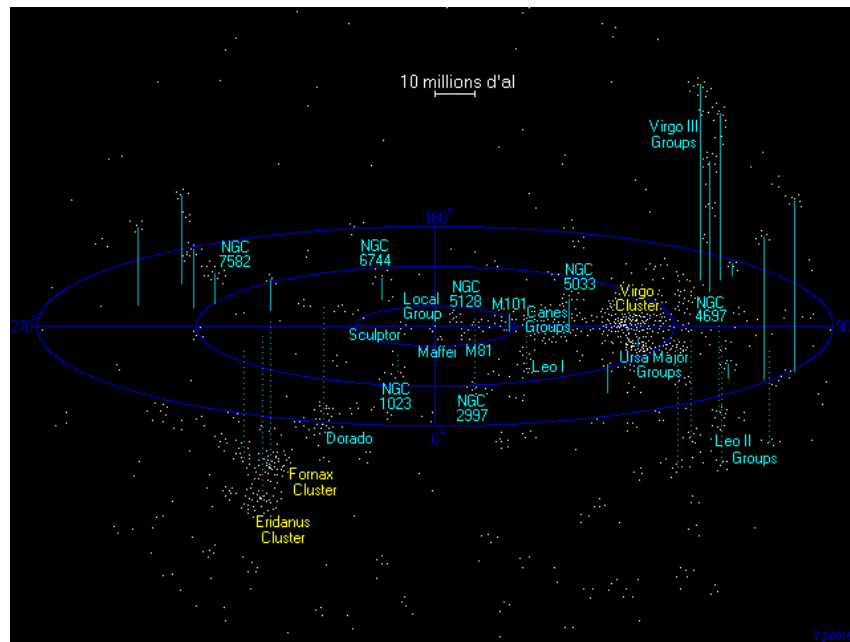 10 millions d'al
Virgo III
Groups
180°
NGC
7582
NGC
6744
NGC
5128
NGC
5033
Virgo
Cluster
NGC
4697
Local
Group
M101
Canes
Groups
270°
90
Sculptor
Maffei
M81
Leo I
Ursa Major
Groups
NGC
1023
NGC
2997
0°
Dorado
Leo II
Groups
Fornax
Cluster
Eridanus
Cluster